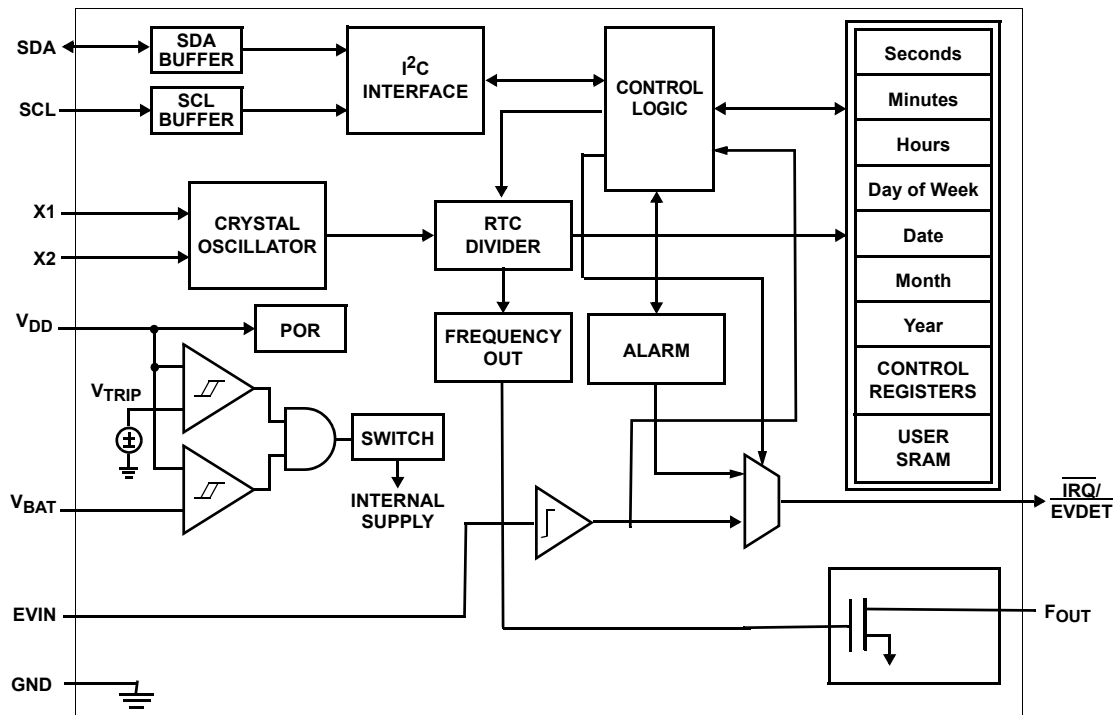 SDA
SDA
BUFFER
SCL
SCL
BUFFER
I²C
INTERFACE
CONTROL
LOGIC
Seconds
Minutes
Hours
Day of Week
Date
Month
Year
CONTROL
REGISTERS
USER
SRAM
X1
X2
CRYSTAL
OSCILLATOR
RTC
DIVIDER
VDD
POR
FREQUENCY
OUT
ALARM
VTRIP
SWITCH
INTERNAL
SUPPLY
VBAT
IRQ/
EVDET
EVIN
FOUT
GND